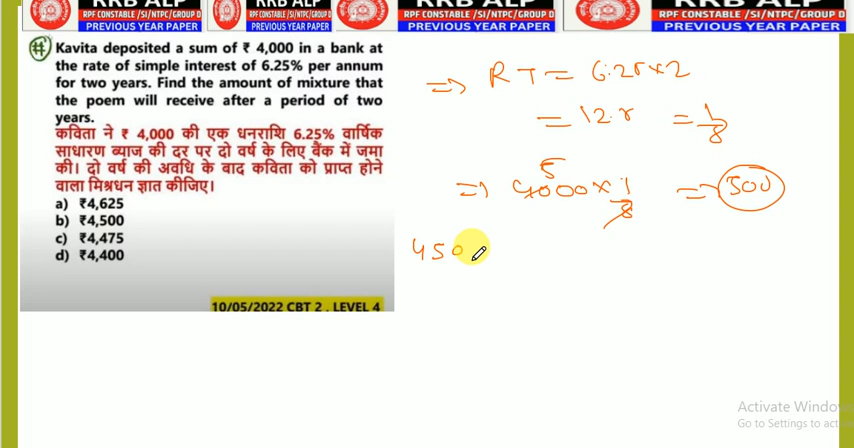 RRB ALP
RPF CONSTABLE /SI/NTPC/GROUP D
PREVIOUS YEAR PAPER
RRB ALP
RPF CONSTABLE /SI/NTPC/GROUP D
PREVIOUS YEAR PAPER
RRB ALP
RPF CONSTABLE /SI/NTPC/GROUP D
PREVIOUS YEAR PAPER
RRB ALP
RPF CONSTABLE /SI/NTPC/GROUP D
PREVIOUS YEAR PAPER
# Kavita deposited a sum of ₹ 4,000 in a bank at
the rate of simple interest of 6.25% per annum
for two years. Find the amount of mixture that
the poem will receive after a period of two
years.
कविता ने ₹ 4,000 की एक धनराशि 6.25% वार्षिक
साधारण ब्याज की दर पर दो वर्ष के लिए बैंक में जमा
की। दो वर्ष की अवधि के बाद कविता को प्राप्त होने
वाला मिश्रधन ज्ञात कीजिए।
a) ₹4,625
b) ₹4,500
c) ₹4,475
d) ₹4,400
10/05/2022 CBT 2 , LEVEL 4
⇒ RT = 6.25 × 2
= 12.5 = 1/8
5
⇒ 4000 × 1/8 ⇒ 500
450
Activate Windows